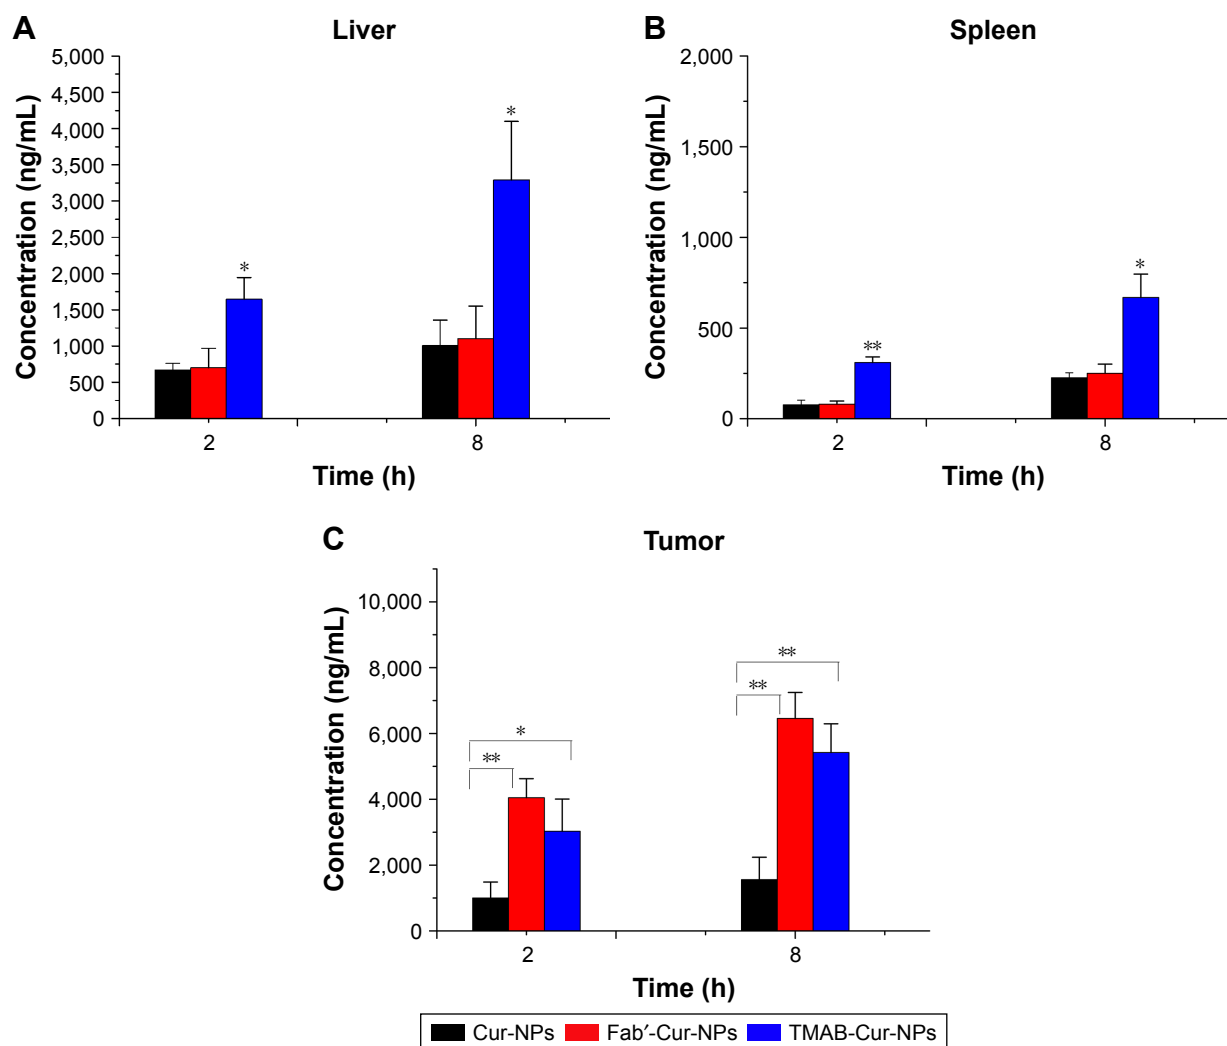 A
Liver
5,000
4,500
4,000
3,500
3,000
2,500
2,000
1,500
1,000
500
0
Concentration (ng/mL)
*
*
2
8
Time (h)
B
Spleen
2,000
1,500
1,000
500
0
Concentration (ng/mL)
**
*
2
8
Time (h)
C
Tumor
10,000
8,000
6,000
4,000
2,000
0
Concentration (ng/mL)
**
*
**
**
2
8
Time (h)
Cur-NPs Fab′-Cur-NPs TMAB-Cur-NPs